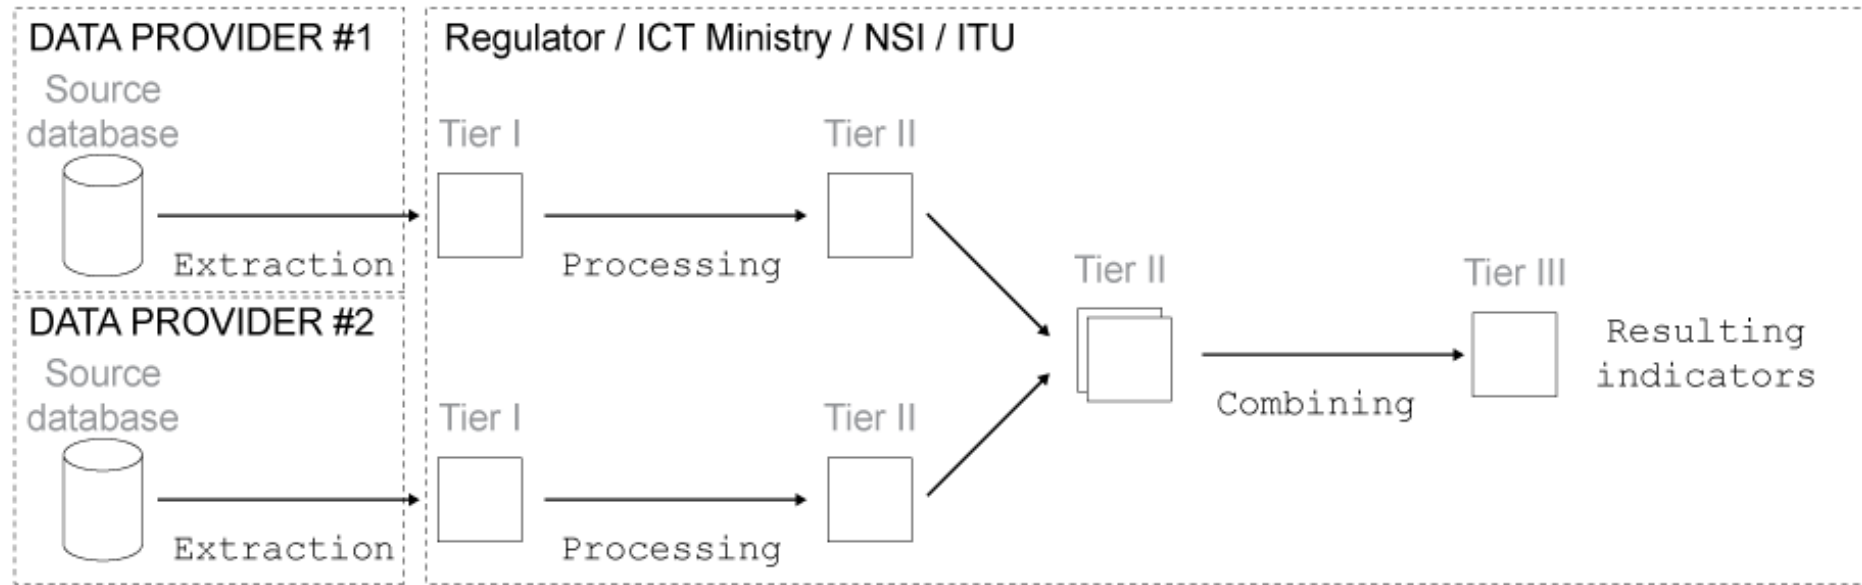 DATA PROVIDER #1
Source
database
Extraction
DATA PROVIDER #2
Source
database
Extraction
Regulator / ICT Ministry / NSI / ITU
Tier I
Tier II
Processing
Tier I
Tier II
Processing
Tier II
Combining
Tier III
Resulting
indicators